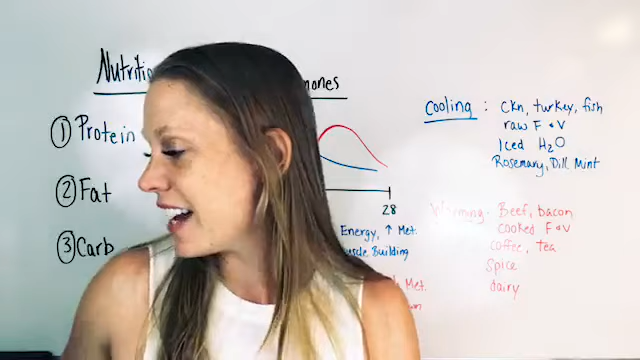 Nutriti
ones
① Protein
② Fat
③ Carb
28
Energy, ↑ Met.
uscle Building
Met.
Cooling : ckn, turkey, fish
raw F & V
Iced H₂O
Rosemary, Dill Mint
Warming. Beef, bacon
cooked F & V
coffee, tea
spice
dairy